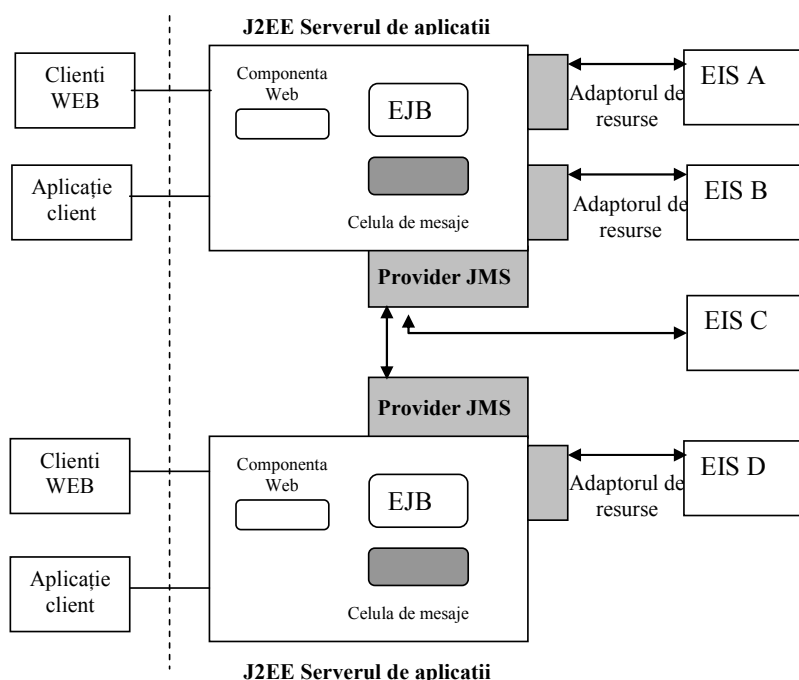 J2EE Serverul de aplicatii
Clienti
WEB
Componenta
Web
EJB
Adaptorul de
resurse
EIS A
Aplicație
client
Celula de mesaje
Adaptorul de
resurse
EIS B
Provider JMS
EIS C
Provider JMS
Clienti
WEB
Componenta
Web
EJB
Adaptorul de
resurse
EIS D
Aplicație
client
Celula de mesaje
J2EE Serverul de aplicatii